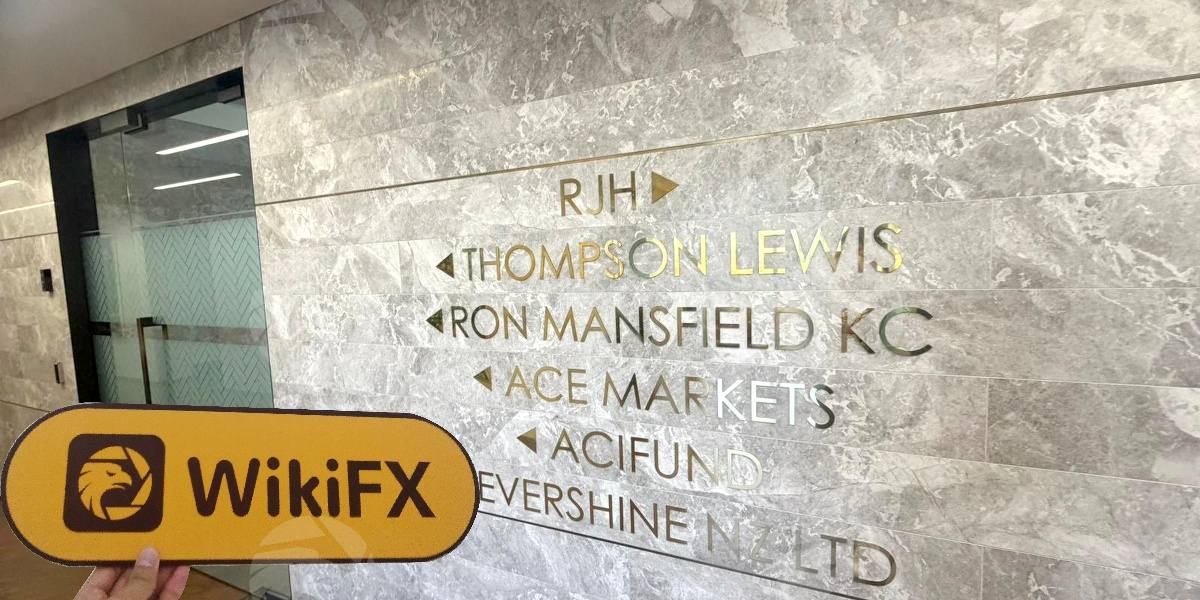 RJH
THOMPSON LEWIS
RON MANSFIELD KC
ACE MARKETS
ACIFUND
EVERSHINE NZ LTD
WikiFX